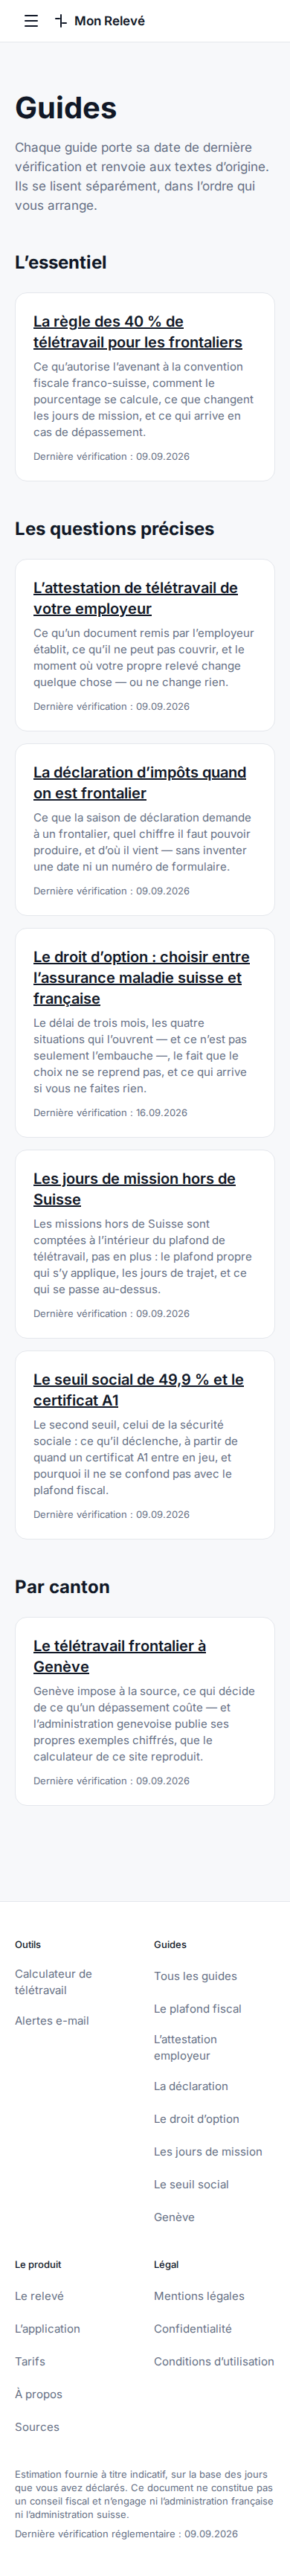 Mon Relevé
Guides
Chaque guide porte sa date de dernière
vérification et renvoie aux textes d’origine.
Ils se lisent séparément, dans l’ordre qui
vous arrange.
L’essentiel
La règle des 40 % de
télétravail pour les frontaliers
Ce qu’autorise l’avenant à la convention
fiscale franco-suisse, comment le
pourcentage se calcule, ce que changent
les jours de mission, et ce qui arrive en
cas de dépassement.
Dernière vérification : 09.09.2026
Les questions précises
L’attestation de télétravail de
votre employeur
Ce qu’un document remis par l’employeur
établit, ce qu’il ne peut pas couvrir, et le
moment où votre propre relevé change
quelque chose — ou ne change rien.
Dernière vérification : 09.09.2026
La déclaration d’impôts quand
on est frontalier
Ce que la saison de déclaration demande
à un frontalier, quel chiffre il faut pouvoir
produire, et d’où il vient — sans inventer
une date ni un numéro de formulaire.
Dernière vérification : 09.09.2026
Le droit d’option : choisir entre
l’assurance maladie suisse et
française
Le délai de trois mois, les quatre
situations qui l’ouvrent — et ce n’est pas
seulement l’embauche —, le fait que le
choix ne se reprend pas, et ce qui arrive
si vous ne faites rien.
Dernière vérification : 16.09.2026
Les jours de mission hors de
Suisse
Les missions hors de Suisse sont
comptées à l’intérieur du plafond de
télétravail, pas en plus : le plafond propre
qui s’y applique, les jours de trajet, et ce
qui se passe au-dessus.
Dernière vérification : 09.09.2026
Le seuil social de 49,9 % et le
certificat A1
Le second seuil, celui de la sécurité
sociale : ce qu’il déclenche, à partir de
quand un certificat A1 entre en jeu, et
pourquoi il ne se confond pas avec le
plafond fiscal.
Dernière vérification : 09.09.2026
Par canton
Le télétravail frontalier à
Genève
Genève impose à la source, ce qui décide
de ce qu’un dépassement coûte — et
l’administration genevoise publie ses
propres exemples chiffrés, que le
calculateur de ce site reproduit.
Dernière vérification : 09.09.2026
Outils
Calculateur de
télétravail
Alertes e-mail
Guides
Tous les guides
Le plafond fiscal
L’attestation
employeur
La déclaration
Le droit d’option
Les jours de mission
Le seuil social
Genève
Le produit
Le relevé
L’application
Tarifs
À propos
Sources
Légal
Mentions légales
Confidentialité
Conditions d’utilisation
Estimation fournie à titre indicatif, sur la base des jours
que vous avez déclarés. Ce document ne constitue pas
un conseil fiscal et n’engage ni l’administration française
ni l’administration suisse.
Dernière vérification réglementaire : 09.09.2026